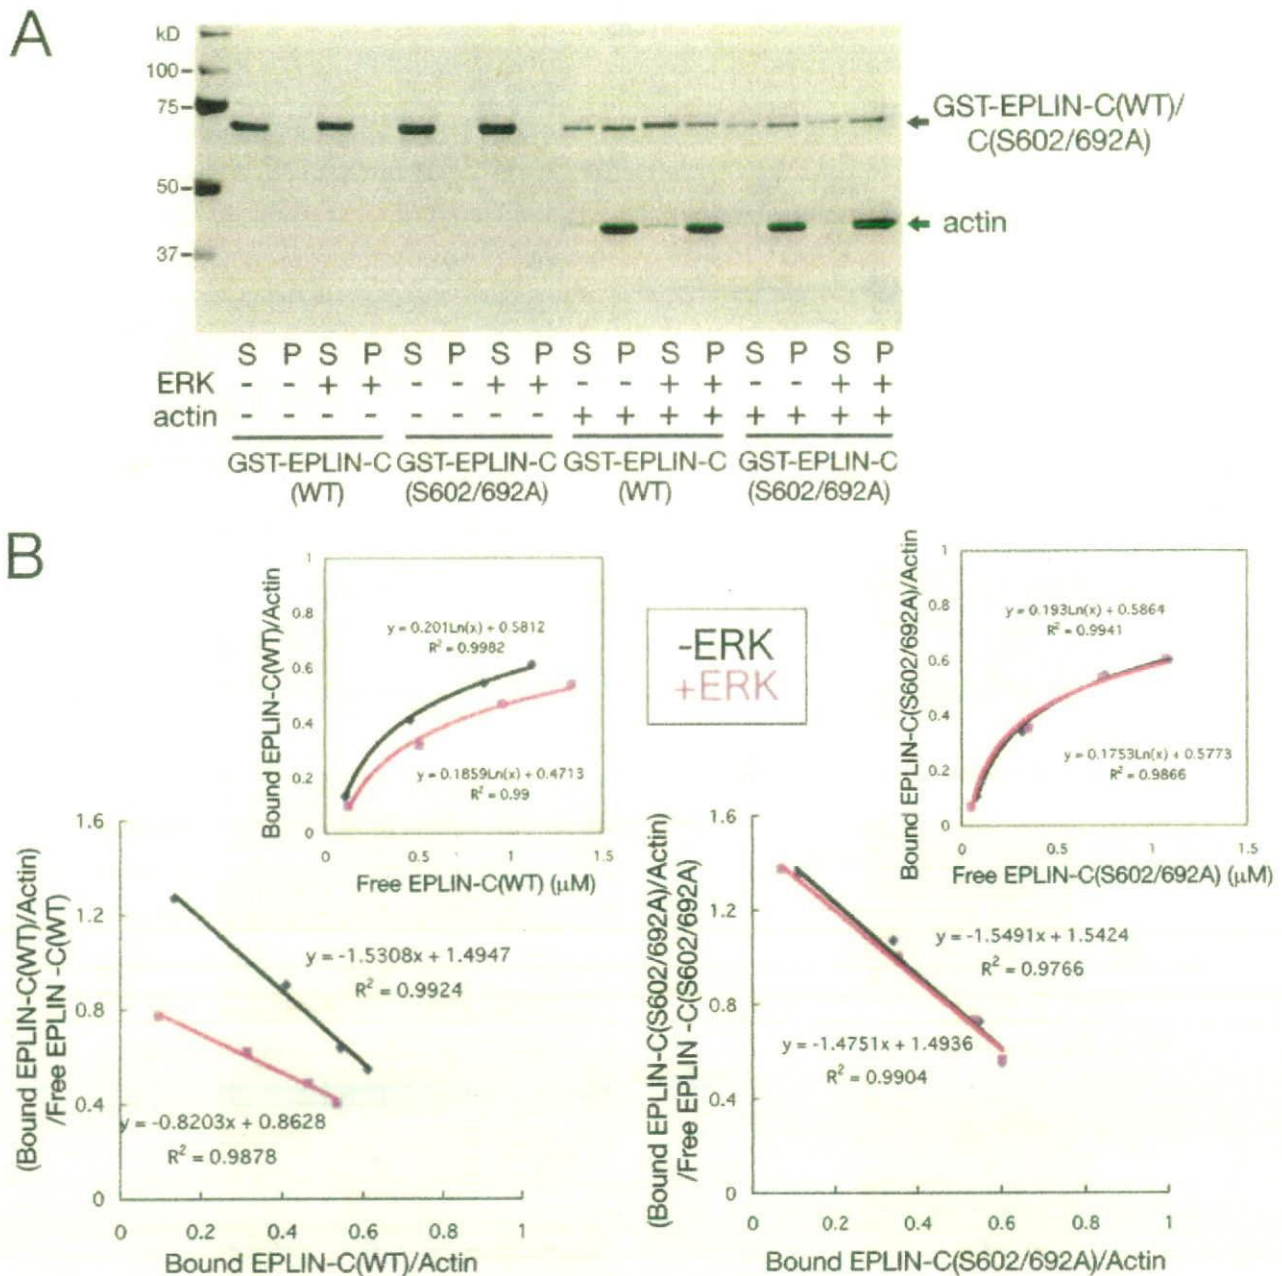 A
kD
100
75
50
37
GST-EPLIN-C(WT)/
C(S602/692A)
actin
S P S P S P S P S P S P S P S P
ERK - - + + - - + + - - + + - - + +
actin - - - - - - - - + + + + + + + +
GST-EPLIN-C GST-EPLIN-C GST-EPLIN-C GST-EPLIN-C
(WT) (S602/692A) (WT) (S602/692A)
B
Bound EPLIN-C(WT)/Actin
1
0.8
0.6
0.4
0.2
0
y = 0.201Ln(x) + 0.5812
R² = 0.9982
y = 0.1859Ln(x) + 0.4713
R² = 0.99
0 0.5 1 1.5
Free EPLIN-C(WT) (μM)
-ERK
+ERK
Bound EPLIN-C(S602/692A)/Actin
1
0.8
0.6
0.4
0.2
0
y = 0.193Ln(x) + 0.5864
R² = 0.9941
y = 0.1753Ln(x) + 0.5773
R² = 0.9866
0 0.5 1 1.5
Free EPLIN-C(S602/692A) (μM)
(Bound EPLIN-C(WT)/Actin)
/Free EPLIN -C(WT)
1.6
1.2
0.8
0.4
0
y = -1.5308x + 1.4947
R² = 0.9924
y = -0.8203x + 0.8628
R² = 0.9878
0 0.2 0.4 0.6 0.8 1
Bound EPLIN-C(WT)/Actin
(Bound EPLIN-C(S602/692A)/Actin)
/Free EPLIN -C(S602/692A)
1.6
1.2
0.8
0.4
0
y = -1.5491x + 1.5424
R² = 0.9766
y = -1.4751x + 1.4936
R² = 0.9904
0 0.2 0.4 0.6 0.8 1
Bound EPLIN-C(S602/692A)/Actin